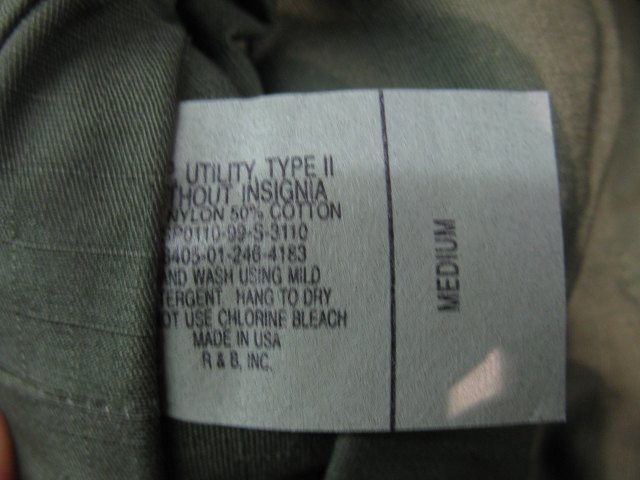 UTILITY, TYPE II
THOUT INSIGNIA
NYLON 50% COTTON
P0110-99-S-3110
8405-01-246-4183
AND WASH USING MILD
TERGENT. HANG TO DRY
OT USE CHLORINE BLEACH
MADE IN USA
R & B, INC.
MEDIUM